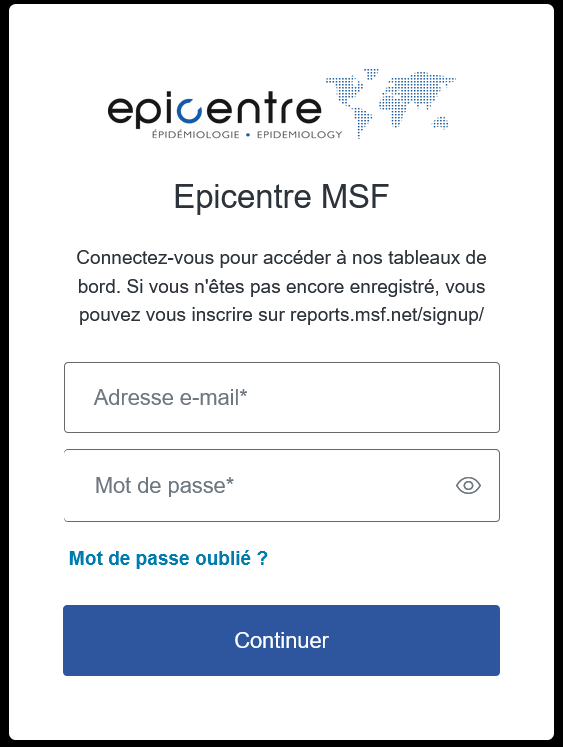 epicentre
ÉPIDÉMIOLOGIE • EPIDEMIOLOGY
Epicentre MSF
Connectez-vous pour accéder à nos tableaux de
bord. Si vous n'êtes pas encore enregistré, vous
pouvez vous inscrire sur reports.msf.net/signup/
Adresse e-mail*
Mot de passe*
Mot de passe oublié ?
Continuer